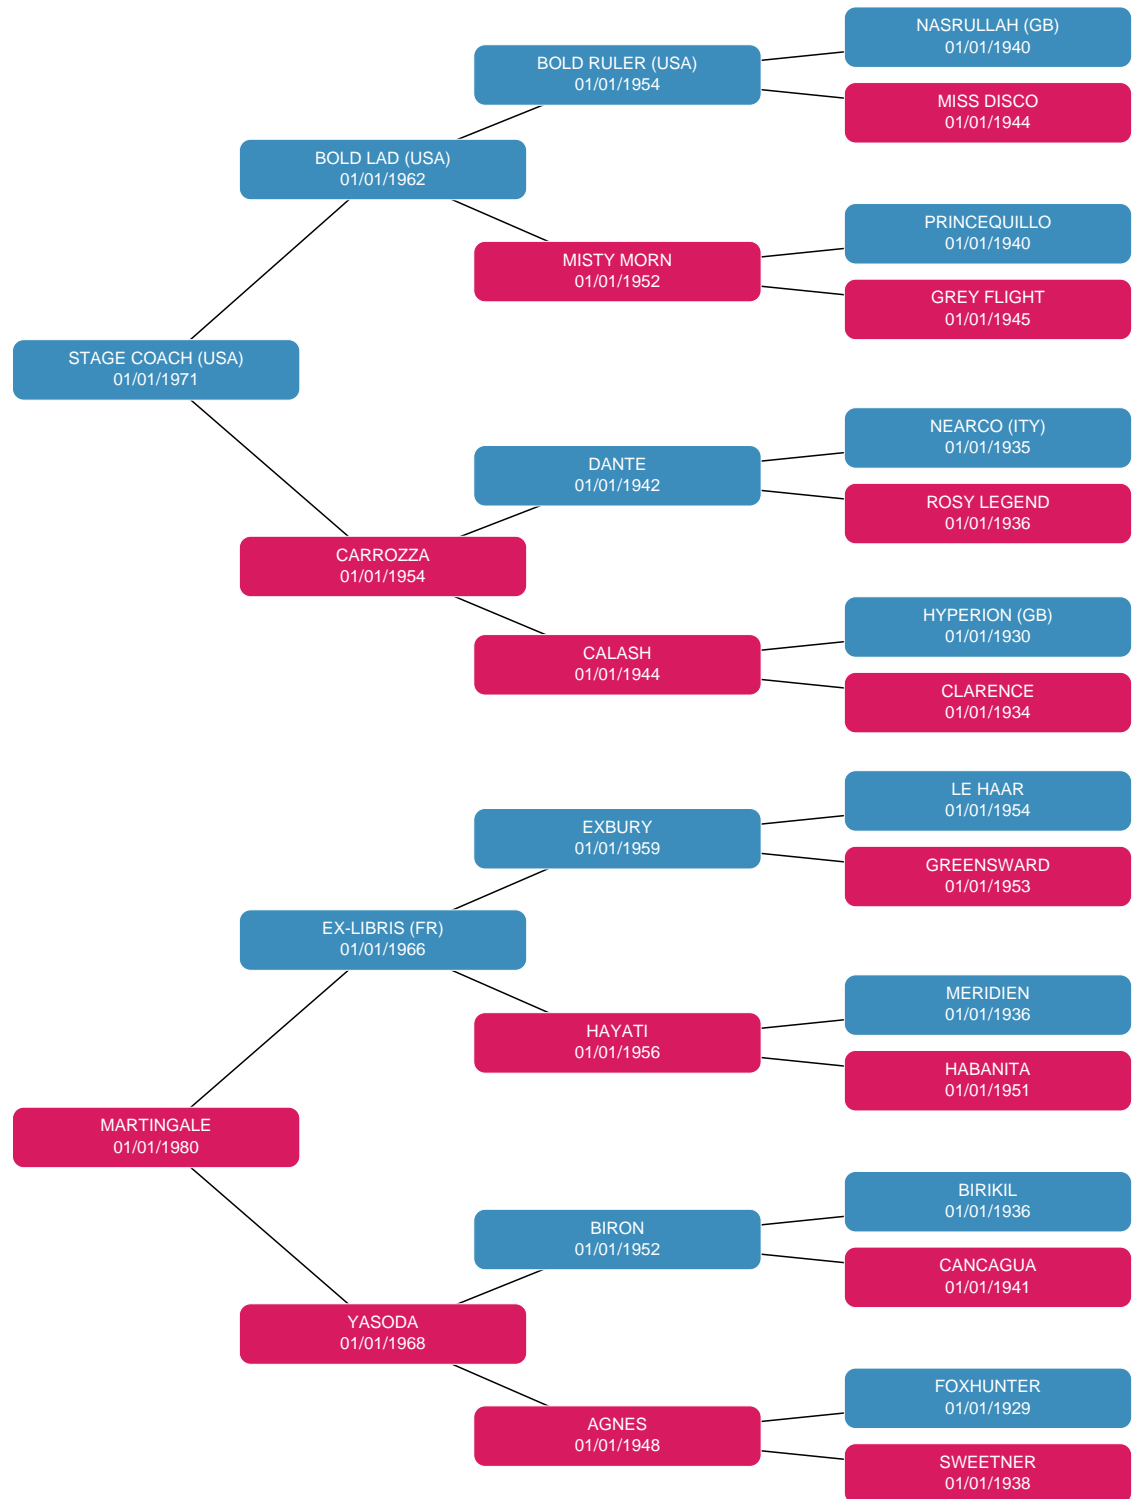 NASRULLAH (GB)
01/01/1940
BOLD RULER (USA)
01/01/1954
MISS DISCO
01/01/1944
BOLD LAD (USA)
01/01/1962
PRINCEQUILLO
01/01/1940
MISTY MORN
01/01/1952
GREY FLIGHT
01/01/1945
STAGE COACH (USA)
01/01/1971
NEARCO (ITY)
01/01/1935
DANTE
01/01/1942
ROSY LEGEND
01/01/1936
CARROZZA
01/01/1954
HYPERION (GB)
01/01/1930
CALASH
01/01/1944
CLARENCE
01/01/1934
LE HAAR
01/01/1954
EXBURY
01/01/1959
GREENSWARD
01/01/1953
EX-LIBRIS (FR)
01/01/1966
MERIDIEN
01/01/1936
HAYATI
01/01/1956
HABANITA
01/01/1951
MARTINGALE
01/01/1980
BIRIKIL
01/01/1936
BIRON
01/01/1952
CANCAGUA
01/01/1941
YASODA
01/01/1968
FOXHUNTER
01/01/1929
AGNES
01/01/1948
SWEETNER
01/01/1938